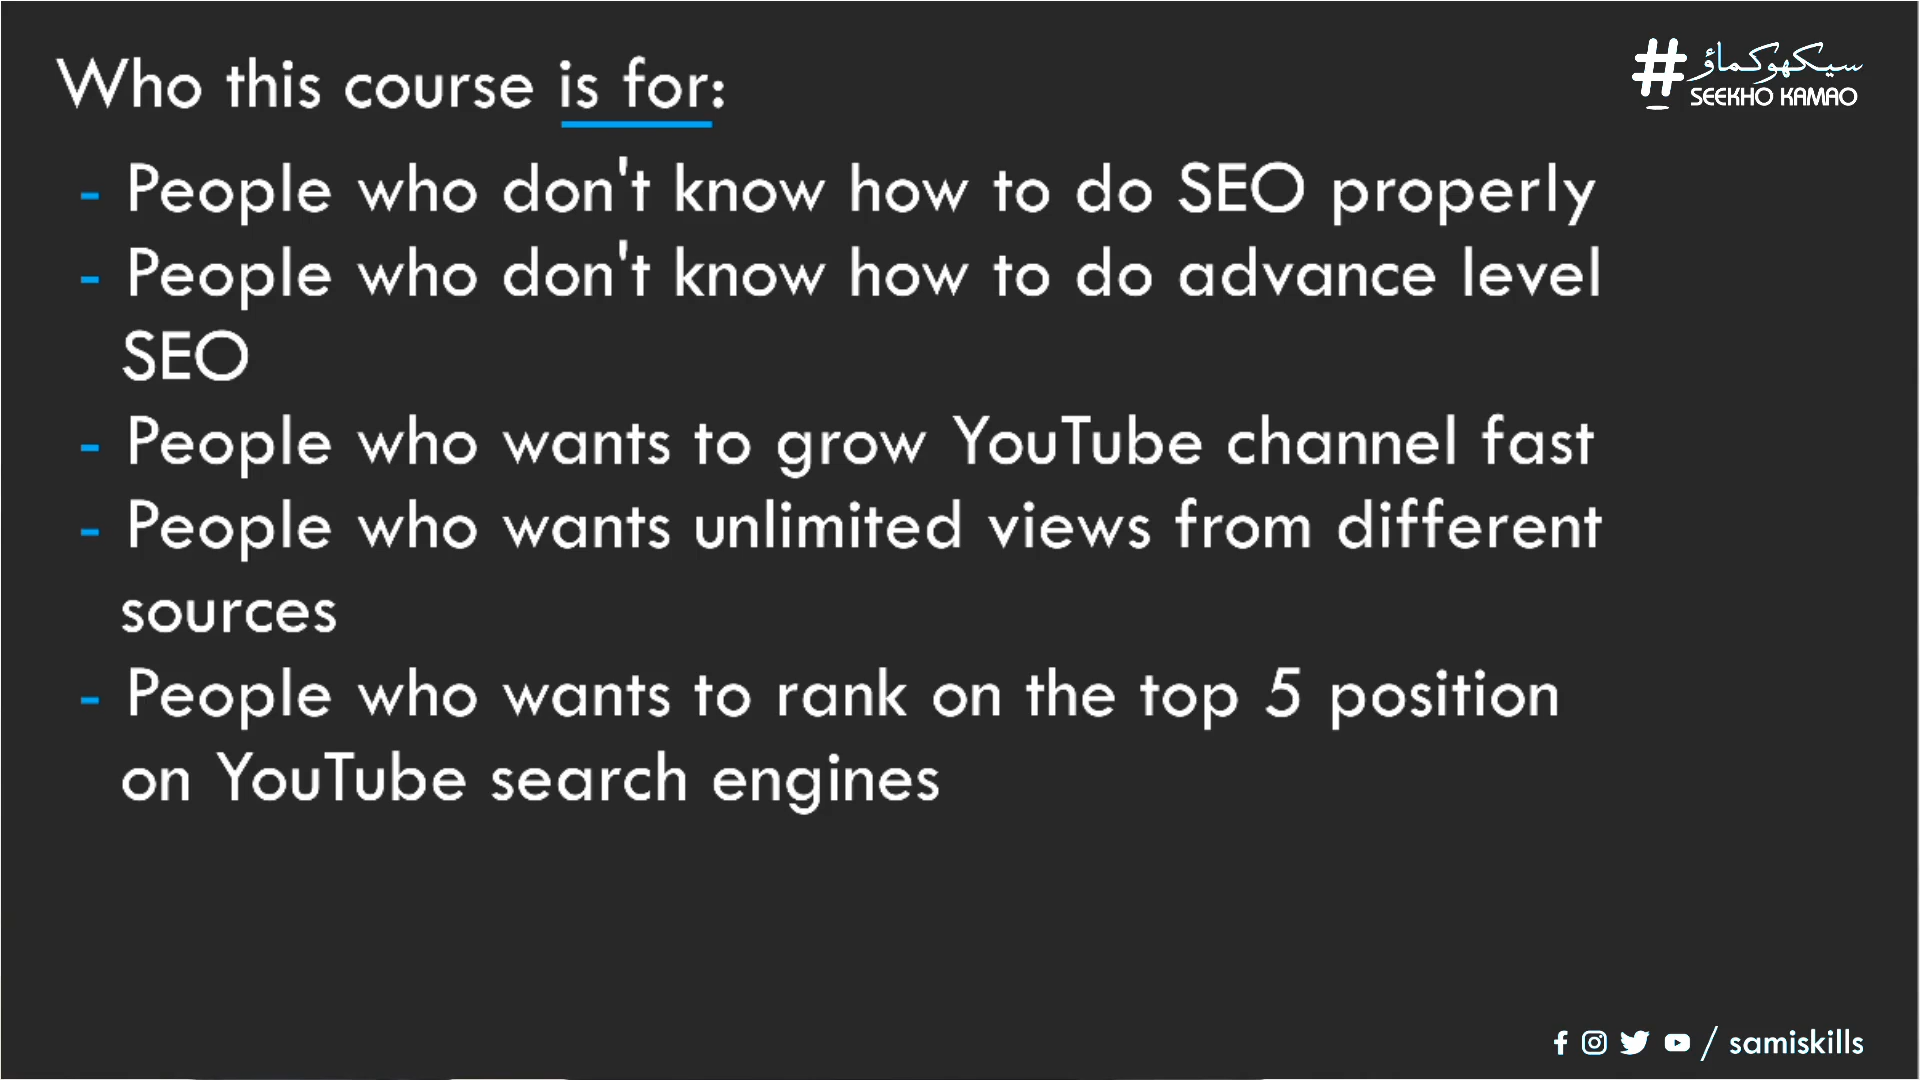 Who this course is for:
# سیکھو کماؤ
SEEKHO KAMAO
- People who don't know how to do SEO properly
- People who don't know how to do advance level
SEO
- People who wants to grow YouTube channel fast
- People who wants unlimited views from different
sources
- People who wants to rank on the top 5 position
on YouTube search engines
/ samiskills